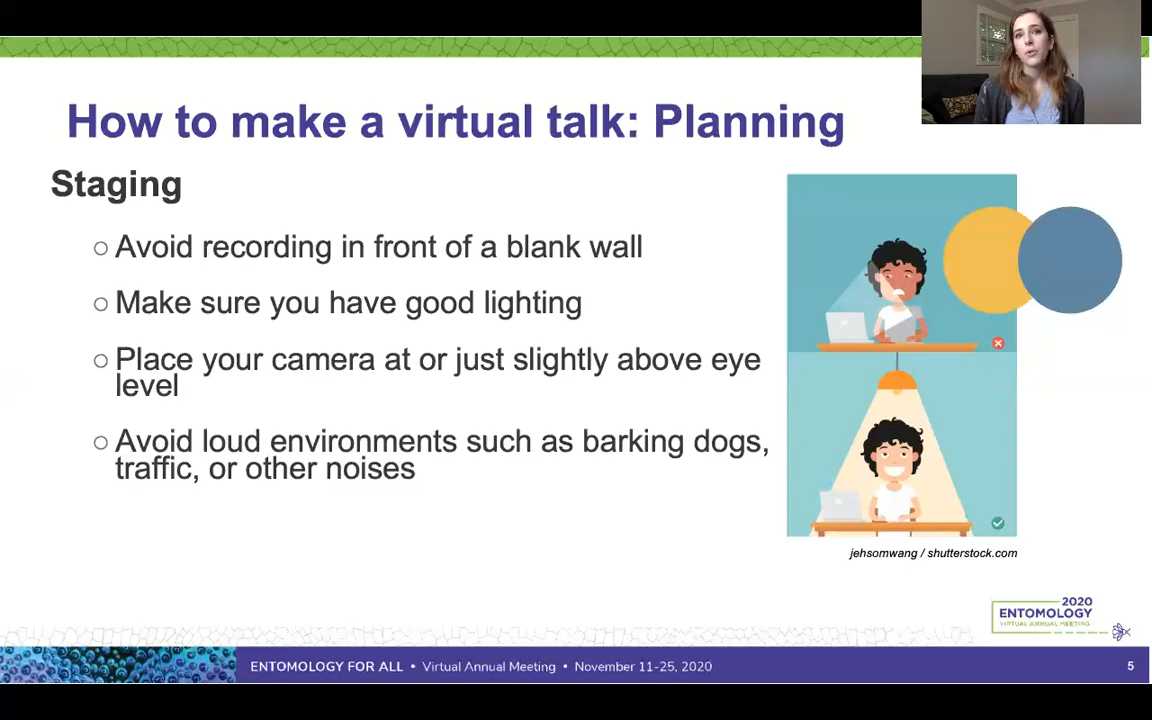 How to make a virtual talk: Planning
Staging
○ Avoid recording in front of a blank wall
○ Make sure you have good lighting
○ Place your camera at or just slightly above eye
level
○ Avoid loud environments such as barking dogs,
traffic, or other noises
jehsomwang / shutterstock.com
2020
ENTOMOLOGY
VIRTUAL ANNUAL MEETING
ENTOMOLOGY FOR ALL • Virtual Annual Meeting • November 11-25, 2020
5